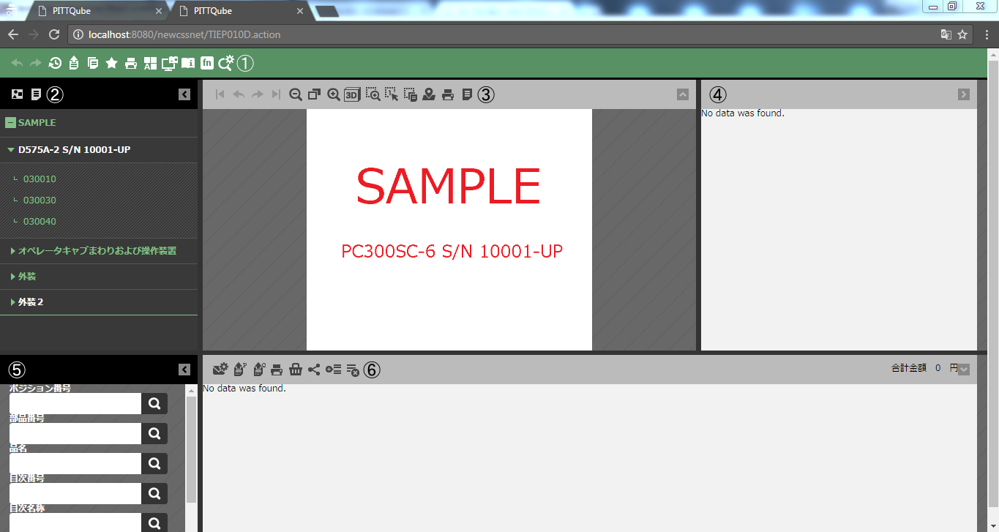 PITTQube
PITTQube
localhost:8080/newcssnet/TIEP010D.action
fn ①
②
3D ③
④
SAMPLE
D575A-2 S/N 10001-UP
030010
030030
030040
オペレータキャブまわりおよび操作装置
外装
外装2
SAMPLE
PC300SC-6 S/N 10001-UP
No data was found.
⑤
ポジション番号
部品番号
品名
目次番号
目次名称
⑥
合計金額 0 円
No data was found.